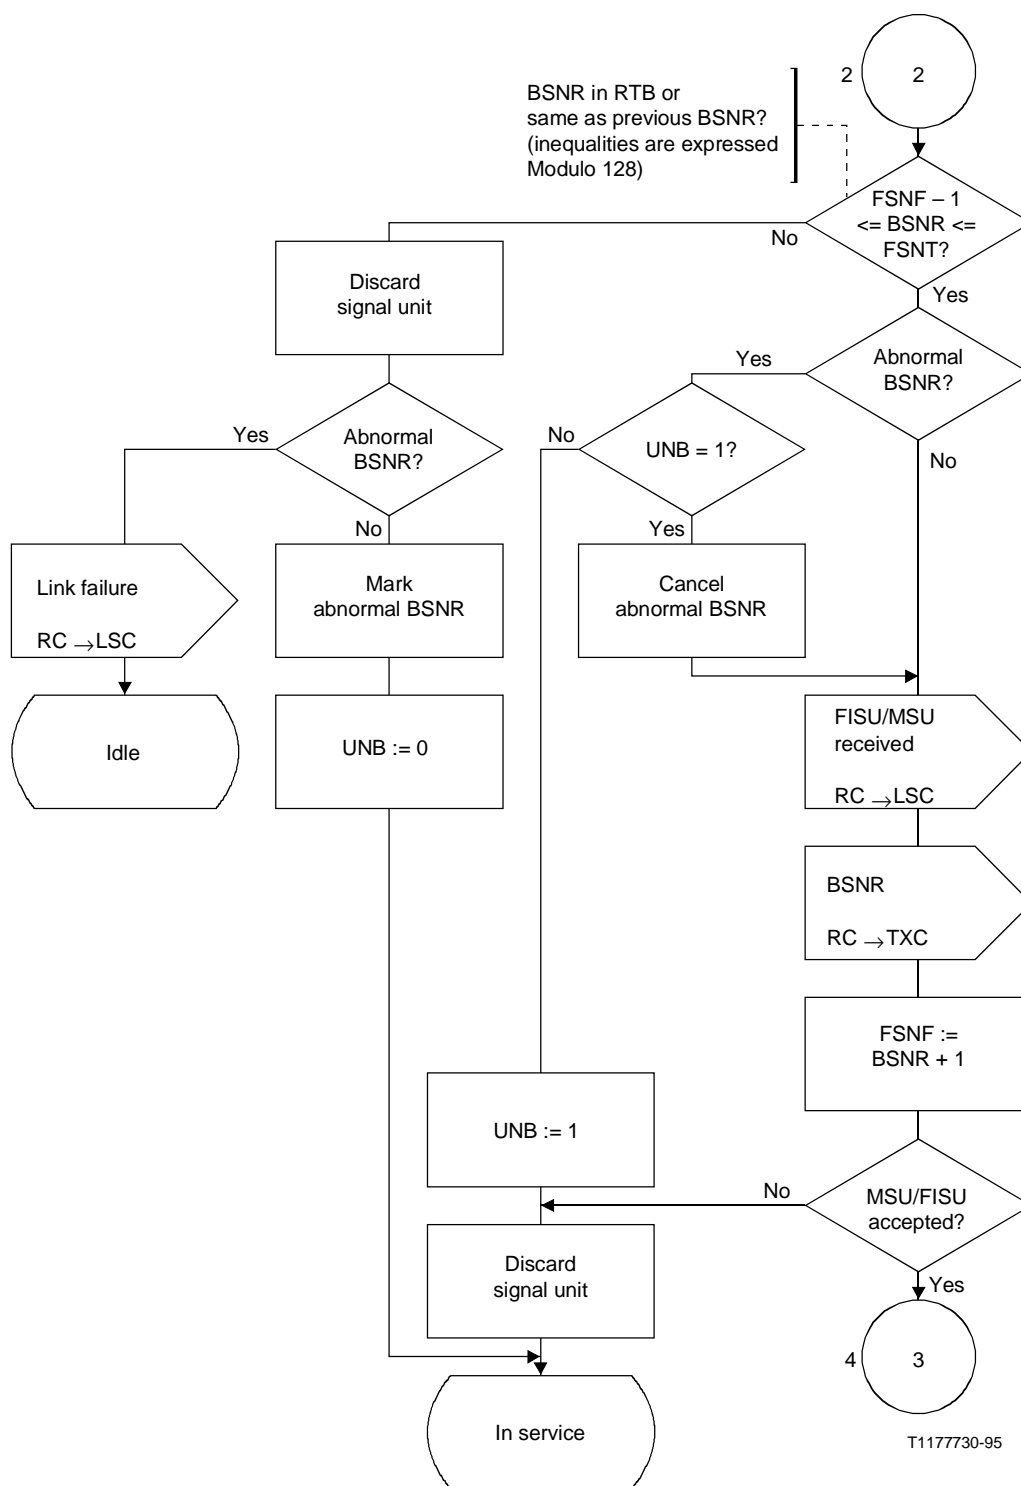 2
2
BSNR in RTB or
same as previous BSNR?
(inequalities are expressed
Modulo 128)
FSNF – 1
<= BSNR <=
FSNT?
No
Yes
Discard
signal unit
Yes
Abnormal
BSNR?
Yes
Abnormal
BSNR?
No
UNB = 1?
No
No
Yes
Link failure
RC →LSC
Mark
abnormal BSNR
Cancel
abnormal BSNR
Idle
UNB := 0
FISU/MSU
received
RC →LSC
BSNR
RC →TXC
FSNF :=
BSNR + 1
UNB := 1
No
MSU/FISU
accepted?
Discard
signal unit
Yes
4
3
In service
T1177730-95